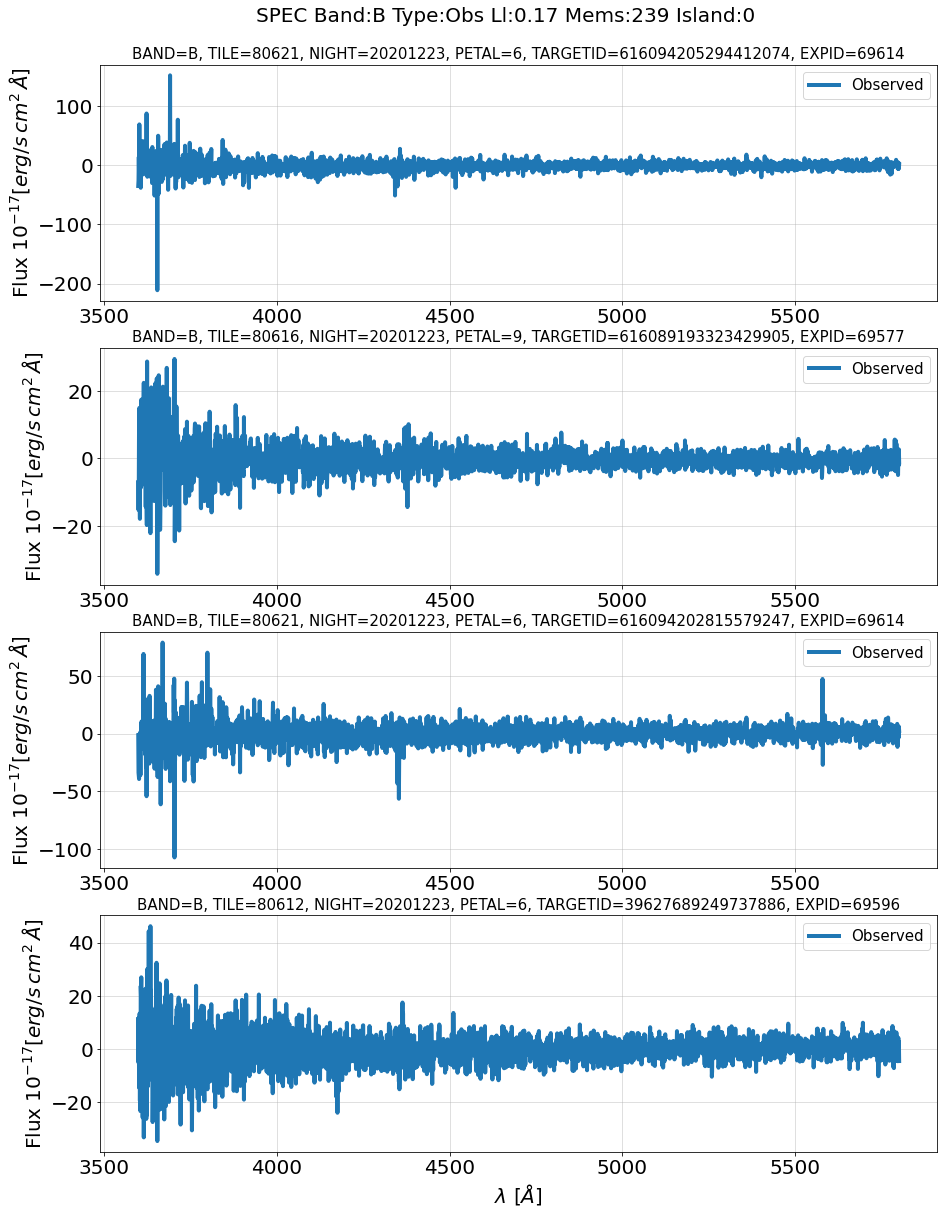 SPEC Band:B Type:Obs Ll:0.17 Mems:239 Island:0
BAND=B, TILE=80621, NIGHT=20201223, PETAL=6, TARGETID=616094205294412074, EXPID=69614
Observed
Flux 10^{-17}[erg/s cm^2 Å]
100
0
−100
−200
3500 4000 4500 5000 5500
BAND=B, TILE=80616, NIGHT=20201223, PETAL=9, TARGETID=616089193323429905, EXPID=69577
Observed
Flux 10^{-17}[erg/s cm^2 Å]
20
0
−20
3500 4000 4500 5000 5500
BAND=B, TILE=80621, NIGHT=20201223, PETAL=6, TARGETID=616094202815579247, EXPID=69614
Observed
Flux 10^{-17}[erg/s cm^2 Å]
50
0
−50
−100
3500 4000 4500 5000 5500
BAND=B, TILE=80612, NIGHT=20201223, PETAL=6, TARGETID=39627689249737886, EXPID=69596
Observed
Flux 10^{-17}[erg/s cm^2 Å]
40
20
0
−20
3500 4000 4500 5000 5500
λ [Å]